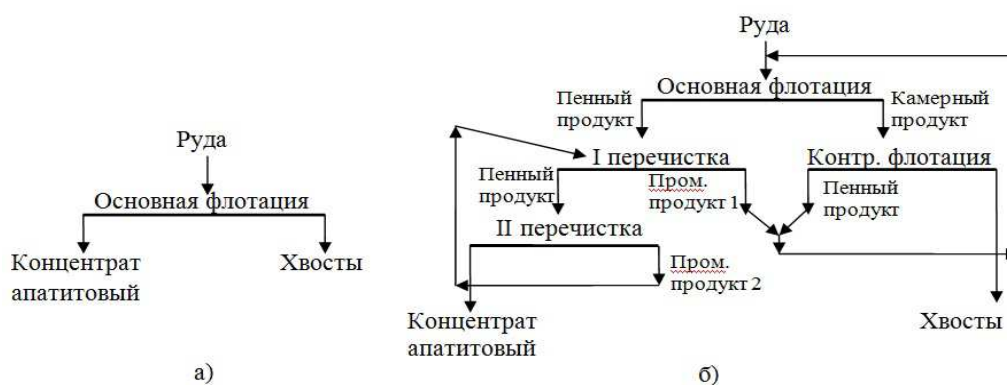 Руда
Основная флотация
Концентрат
апатитовый
Хвосты
а)
Руда
Основная флотация
Пенный
продукт
Камерный
продукт
I перечистка
Контр. флотация
Пенный
продукт
Пром.
продукт 1
Пенный
продукт
II перечистка
Пром.
продукт 2
Концентрат
апатитовый
Хвосты
б)